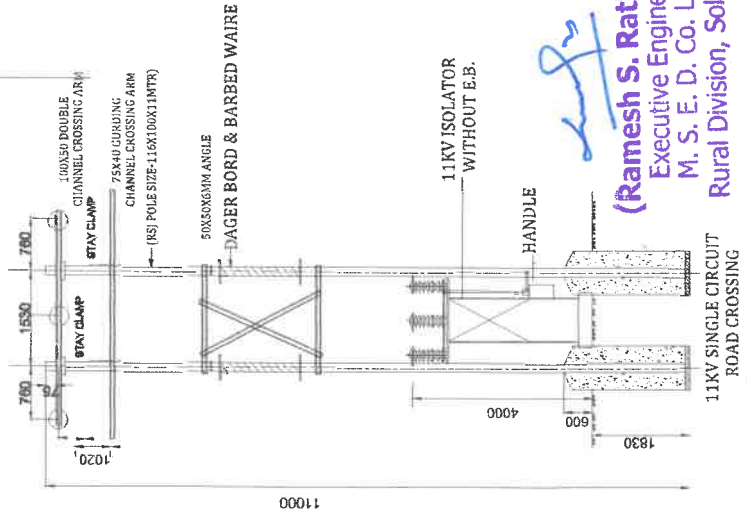 760
1530
760
76
100X50 DOUBLE
CHANNEL CROSSING ARM
STAY CLAMP
STAY CLAMP
75X40 GURDING
CHANNEL CROSSING ARM
(RS) POLE SIZE-116X100X11MTR)
1020
50X50X6MM ANGLE
DAGER BORD & BARBED WAIRE
11000
11KV ISOLATOR
WITHOUT E.B.
HANDLE
4000
600
1830
11KV SINGLE CIRCUIT
ROAD CROSSING
(Ramesh S. Rat
Executive Engine
M. S. E. D. Co. L
Rural Division, Sol